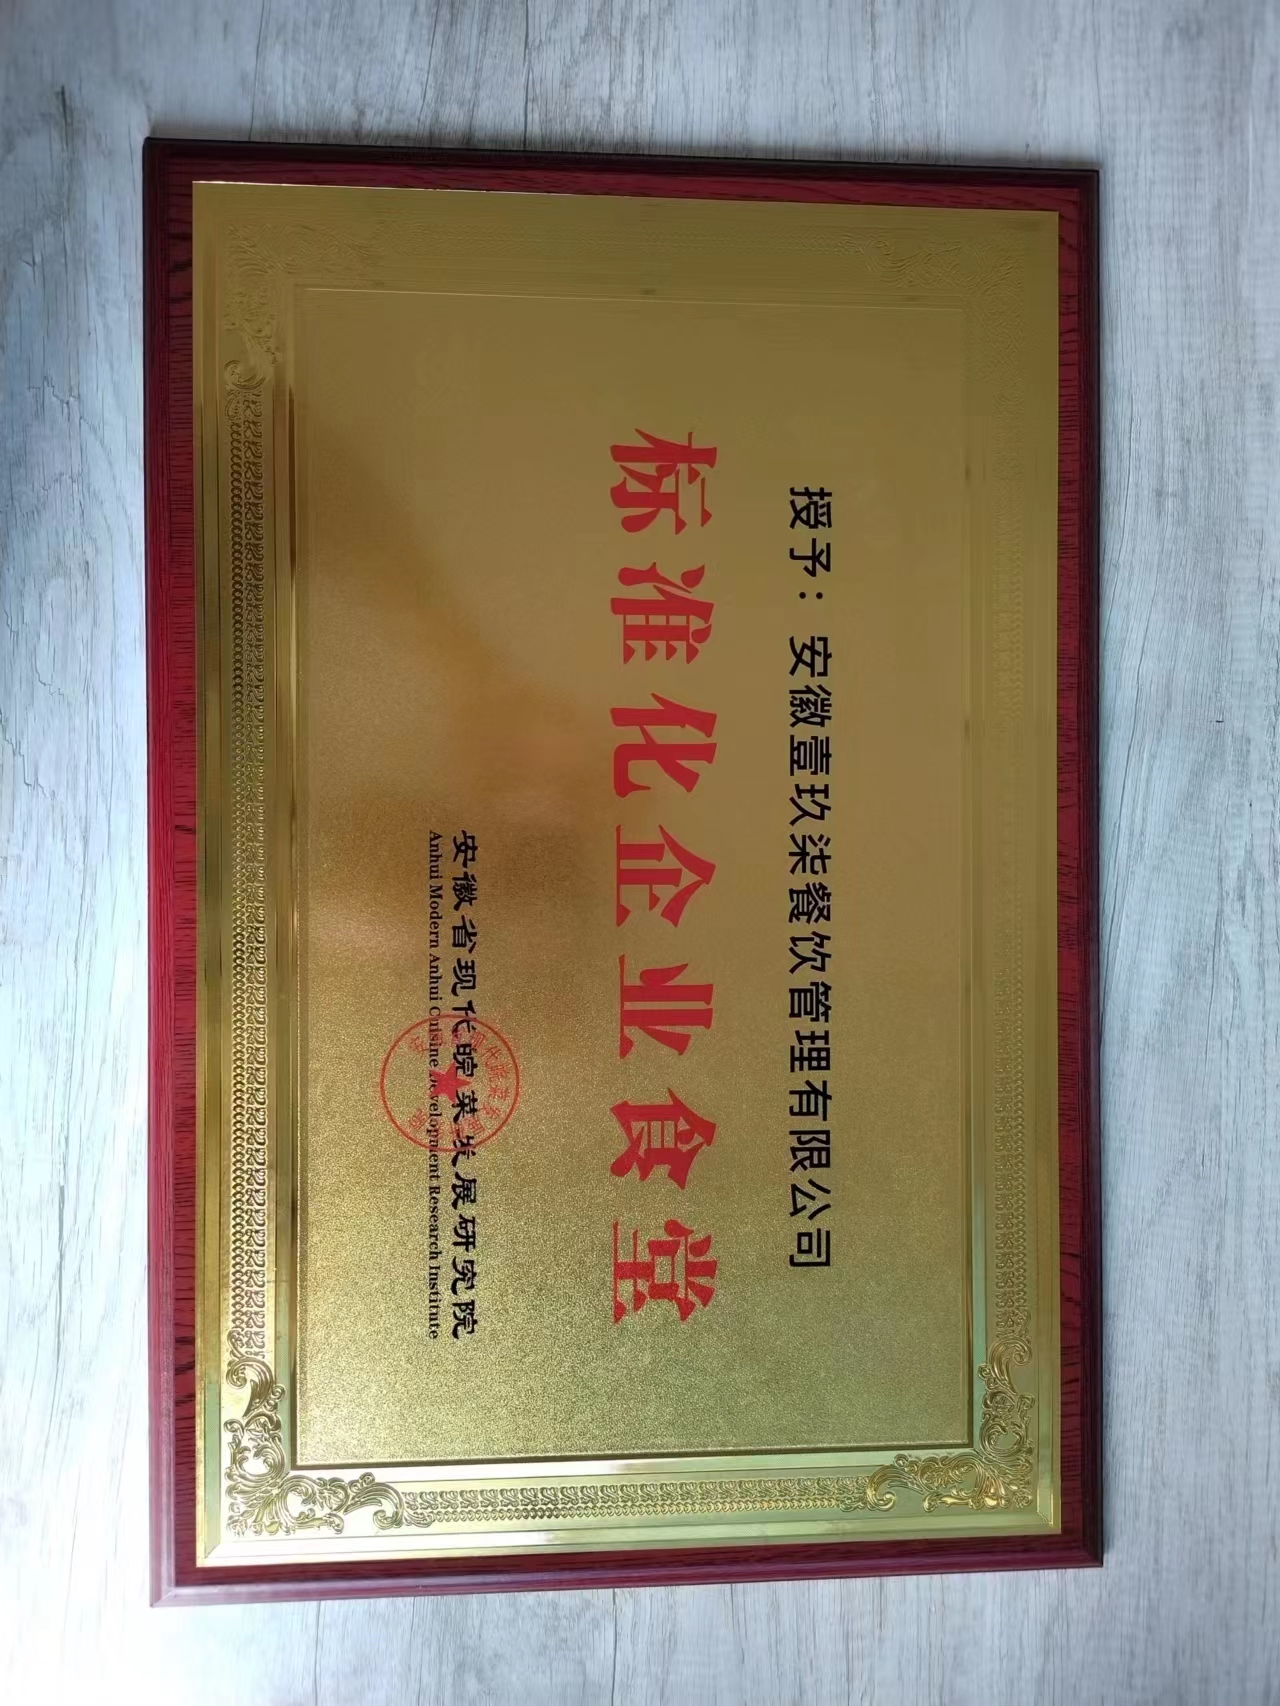 授予：安徽壹玖柒餐饮管理有限公司
标准化企业食堂
安徽省现代皖菜发展研究院
Anhui Modern Anhui Cuisine Development Research Institute